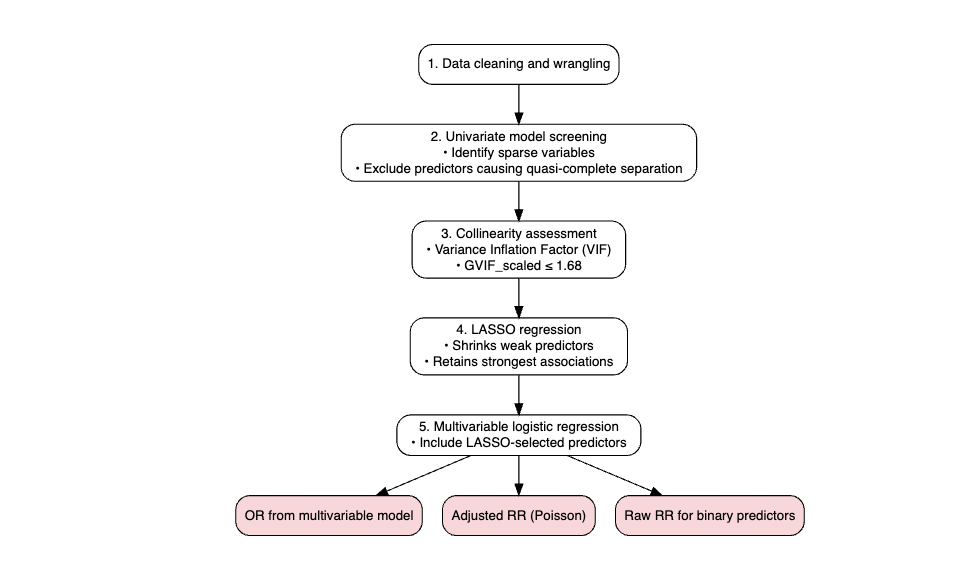 1. Data cleaning and wrangling
2. Univariate model screening
• Identify sparse variables
• Exclude predictors causing quasi-complete separation
3. Collinearity assessment
• Variance Inflation Factor (VIF)
• GVIF_scaled ≤ 1.68
4. LASSO regression
• Shrinks weak predictors
• Retains strongest associations
5. Multivariable logistic regression
• Include LASSO-selected predictors
OR from multivariable model
Adjusted RR (Poisson)
Raw RR for binary predictors